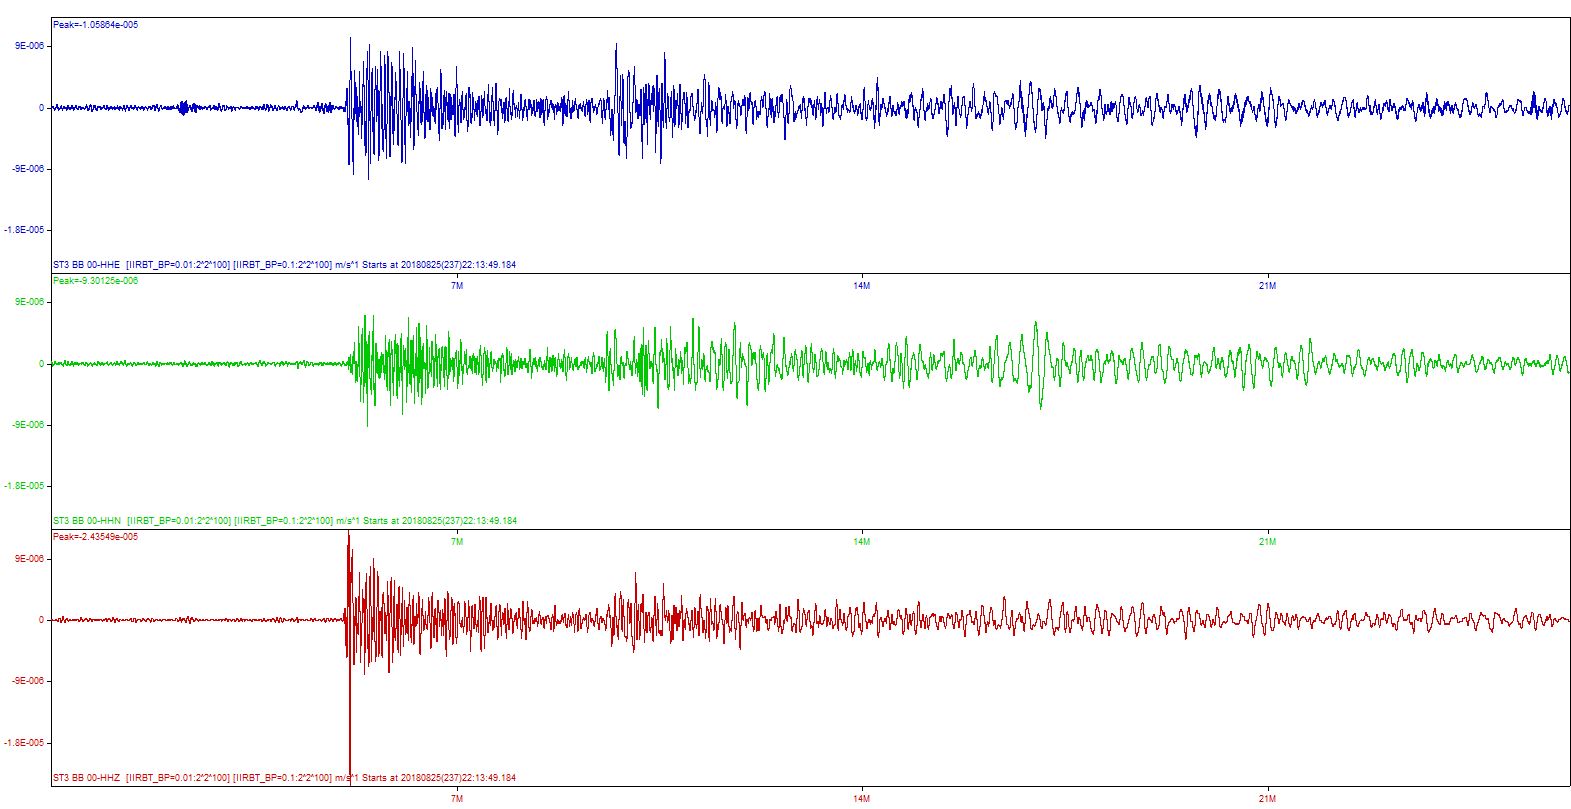 Peak=-1.05864e-005
9E-006
0
-9E-006
-1.8E-005
ST3 BB 00-HHE [IIRBT_BP=0.01:2^2^100] [IIRBT_BP=0.1:2^2^100] m/s^1 Starts at 20180825(237)22:13:49.184
7M 14M 21M
Peak=-9.30126e-006
9E-006
0
-9E-006
-1.8E-005
ST3 BB 00-HHN [IIRBT_BP=0.01:2^2^100] [IIRBT_BP=0.1:2^2^100] m/s^1 Starts at 20180825(237)22:13:49.184
7M 14M 21M
Peak=-2.43549e-005
9E-006
0
-9E-006
-1.8E-005
ST3 BB 00-HHZ [IIRBT_BP=0.01:2^2^100] [IIRBT_BP=0.1:2^2^100] m/s^1 Starts at 20180825(237)22:13:49.184
7M 14M 21M